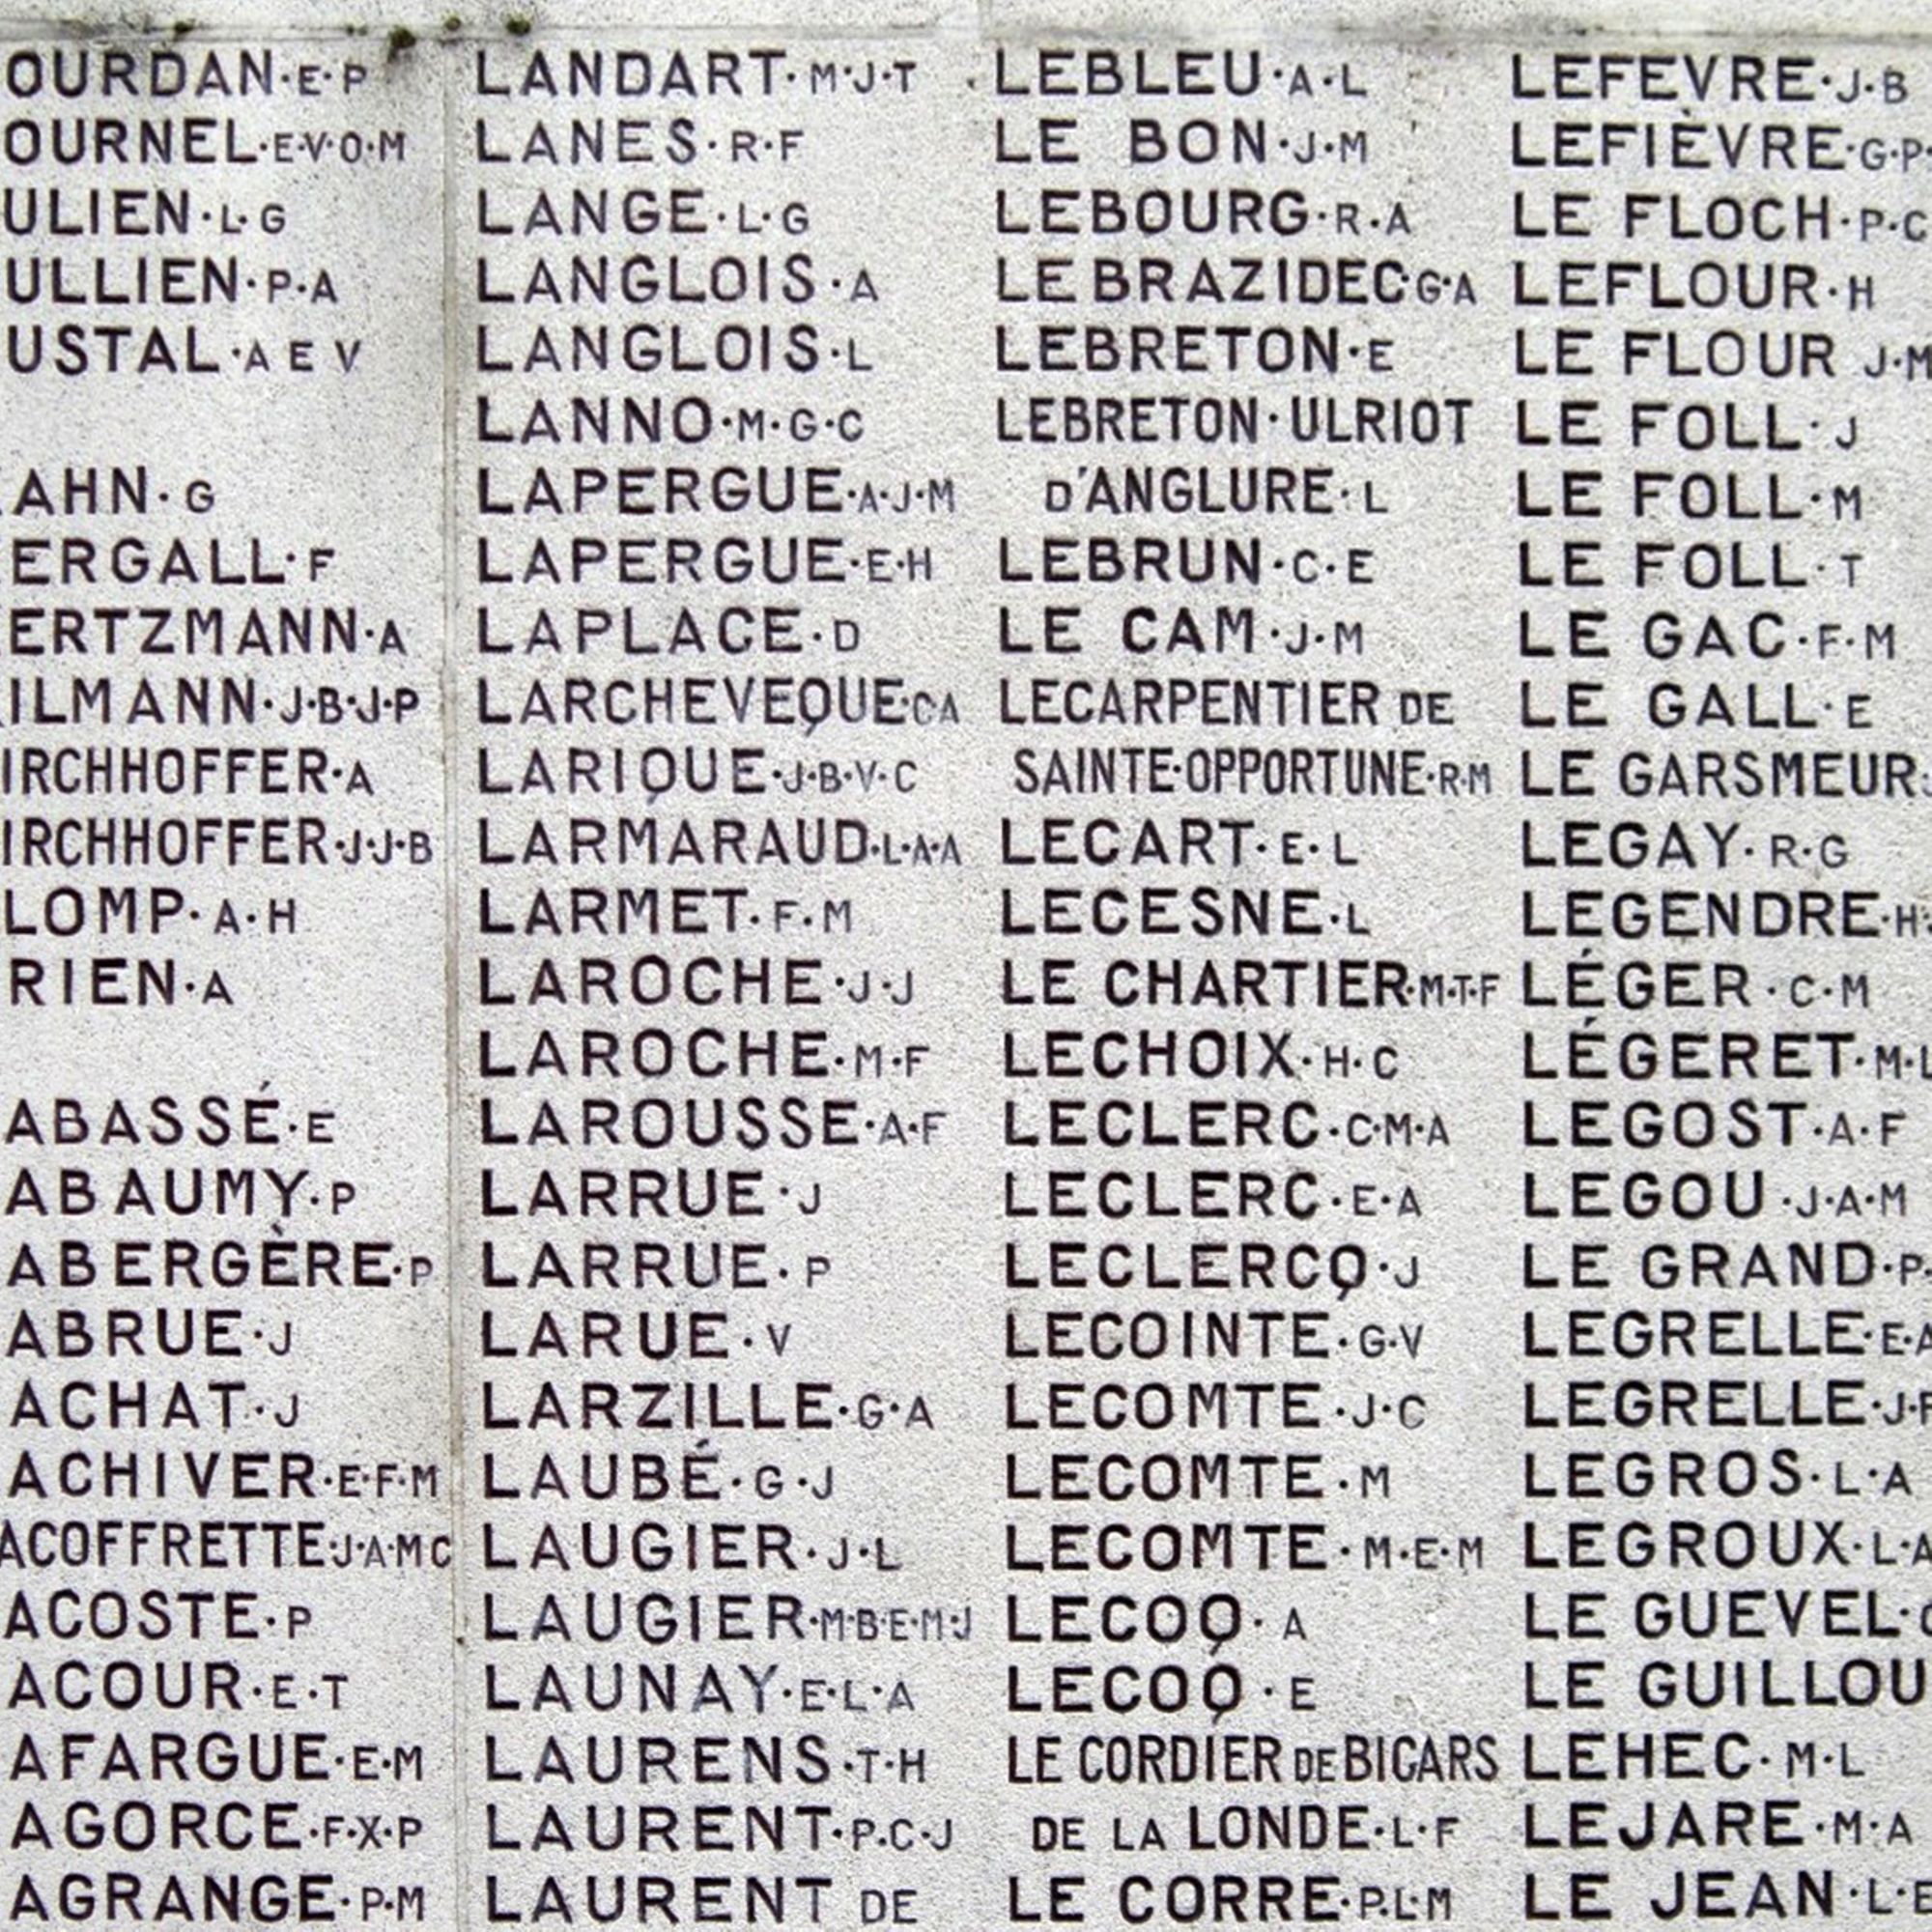 OURDAN·E·P
OURNEL·E·V·O·M
ULIEN·L·G
ULLIEN·P·A
USTAL·A E V
AHN·G
ERGALL·F
ERTZMANN·A
ILMANN·J·B·J·P
IRCHHOFFER·A
IRCHHOFFER·J·J·B
LOMP·A·H
RIEN·A
ABASSÉ·E
ABAUMY·P
ABERGÈRE·P
ABRUE·J
ACHAT·J
ACHIVER·E·F·M
ACOFFRETTE·J·A·M C
ACOSTE·P
ACOUR·E·T
AFARGUE·E·M
AGORCE·F·X·P
AGRANGE·P·M
LANDART·M·J·T
LANES·R·F
LANGE·L·G
LANGLOIS·A
LANGLOIS·L
LANNO·M·G·C
LAPERGUE·A·J·M
LAPERGUE·E·H
LAPLACE·D
LARCHEVEQUE·CA
LARIQUE·J·B·V·C
LARMARAUD·L·A·A
LARMET·F·M
LAROCHE·J·J
LAROCHE·M·F
LAROUSSE·A·F
LARRUE·J
LARRUE·P
LARUE·V
LARZILLE·G·A
LAUBÉ·G·J
LAUGIER·J·L
LAUGIER·M·B·E·M·J
LAUNAY·E·L·A
LAURENS·T·H
LAURENT·P·C·J
LAURENT DE
LEBLEU·A·L
LE BON·J·M
LEBOURG·R·A
LE BRAZIDEC·G·A
LEBRETON·E
LEBRETON·ULRIOT
D'ANGLURE·L
LEBRUN·C·E
LE CAM·J·M
LECARPENTIER DE
SAINTE·OPPORTUNE·R·M
LECART·E·L
LECESNE·L
LE CHARTIER·M·T·F
LECHOIX·H·C
LECLERC·C·M·A
LECLERC·E·A
LECLERCQ·J
LECOINTE·G·V
LECOMTE·J·C
LECOMTE·M
LECOMTE·M·E·M
LECOQ·A
LECOQ·E
LE CORDIER DE BIGARS
DE LA LONDE·L·F
LE CORRE·P·L·M
LEFEVRE·J·B
LEFIÈVRE·G·P·
LE FLOCH·P·C
LEFLOUR·H
LE FLOUR J·M
LE FOLL·J
LE FOLL·M
LE FOLL·T
LE GAC·F·M
LE GALL·E
LE GARSMEUR·
LEGAY·R·G
LEGENDRE·H·
LÉGER·C·M
LÉGERET·M·L
LEGOST·A·F
LEGOU·J·A·M
LE GRAND·P·
LEGRELLE·E·A
LEGRELLE·J·
LEGROS·L·A
LEGROUX·L·A
LE GUEVEL·
LE GUILLOU
LEHEC·M·L
LEJARE·M·A
LE JEAN·L·E